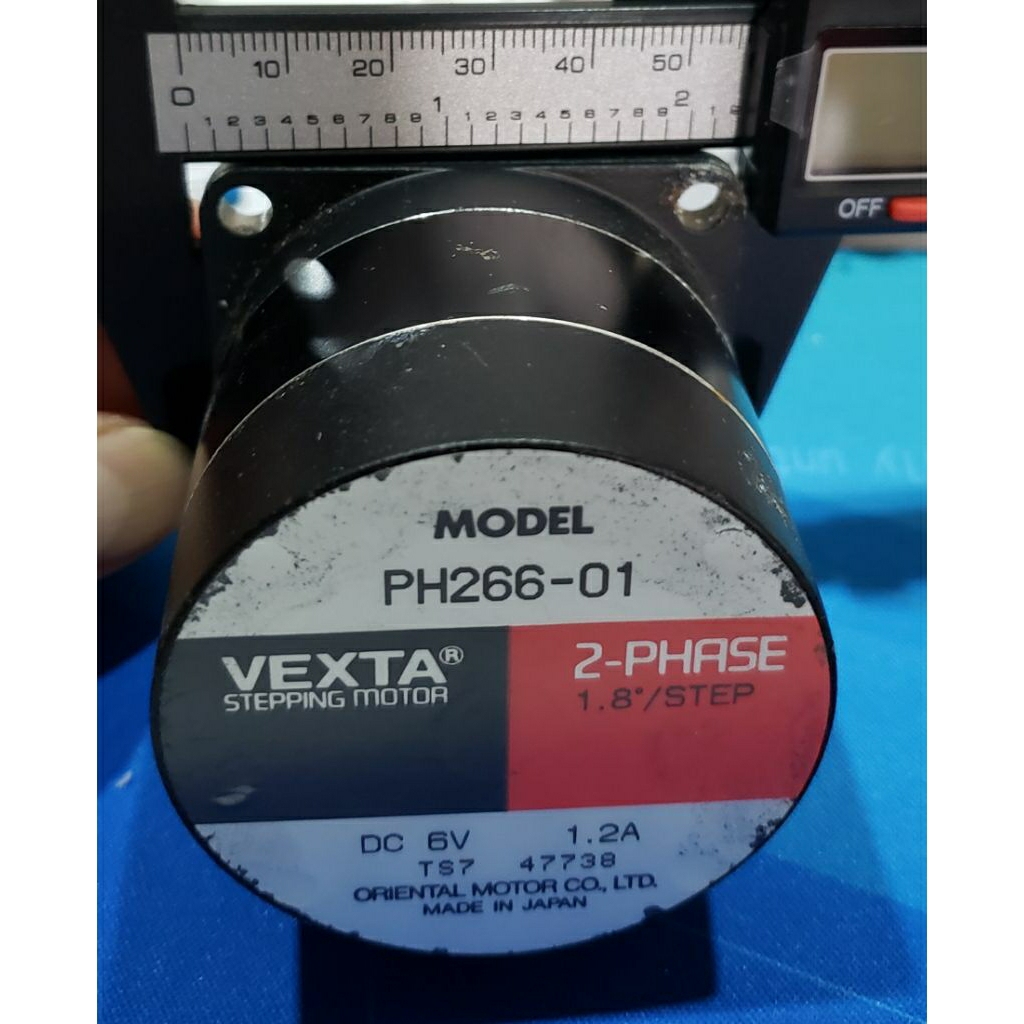 10 20 30 40 50
0 1 2
1 2 3 4 5 6 7 8 9 1 2 3 4 5 6 7 8 9 1
OFF
MODEL
PH266-01
VEXTA®
STEPPING MOTOR
2-PHASE
1.8°/STEP
DC 6V 1.2A
TS7 47738
ORIENTAL MOTOR CO., LTD.
MADE IN JAPAN